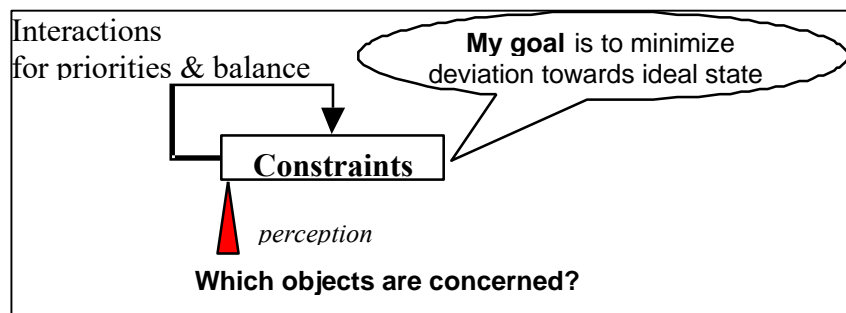 Interactions
for priorities & balance
My goal is to minimize
deviation towards ideal state
Constraints
perception
Which objects are concerned?